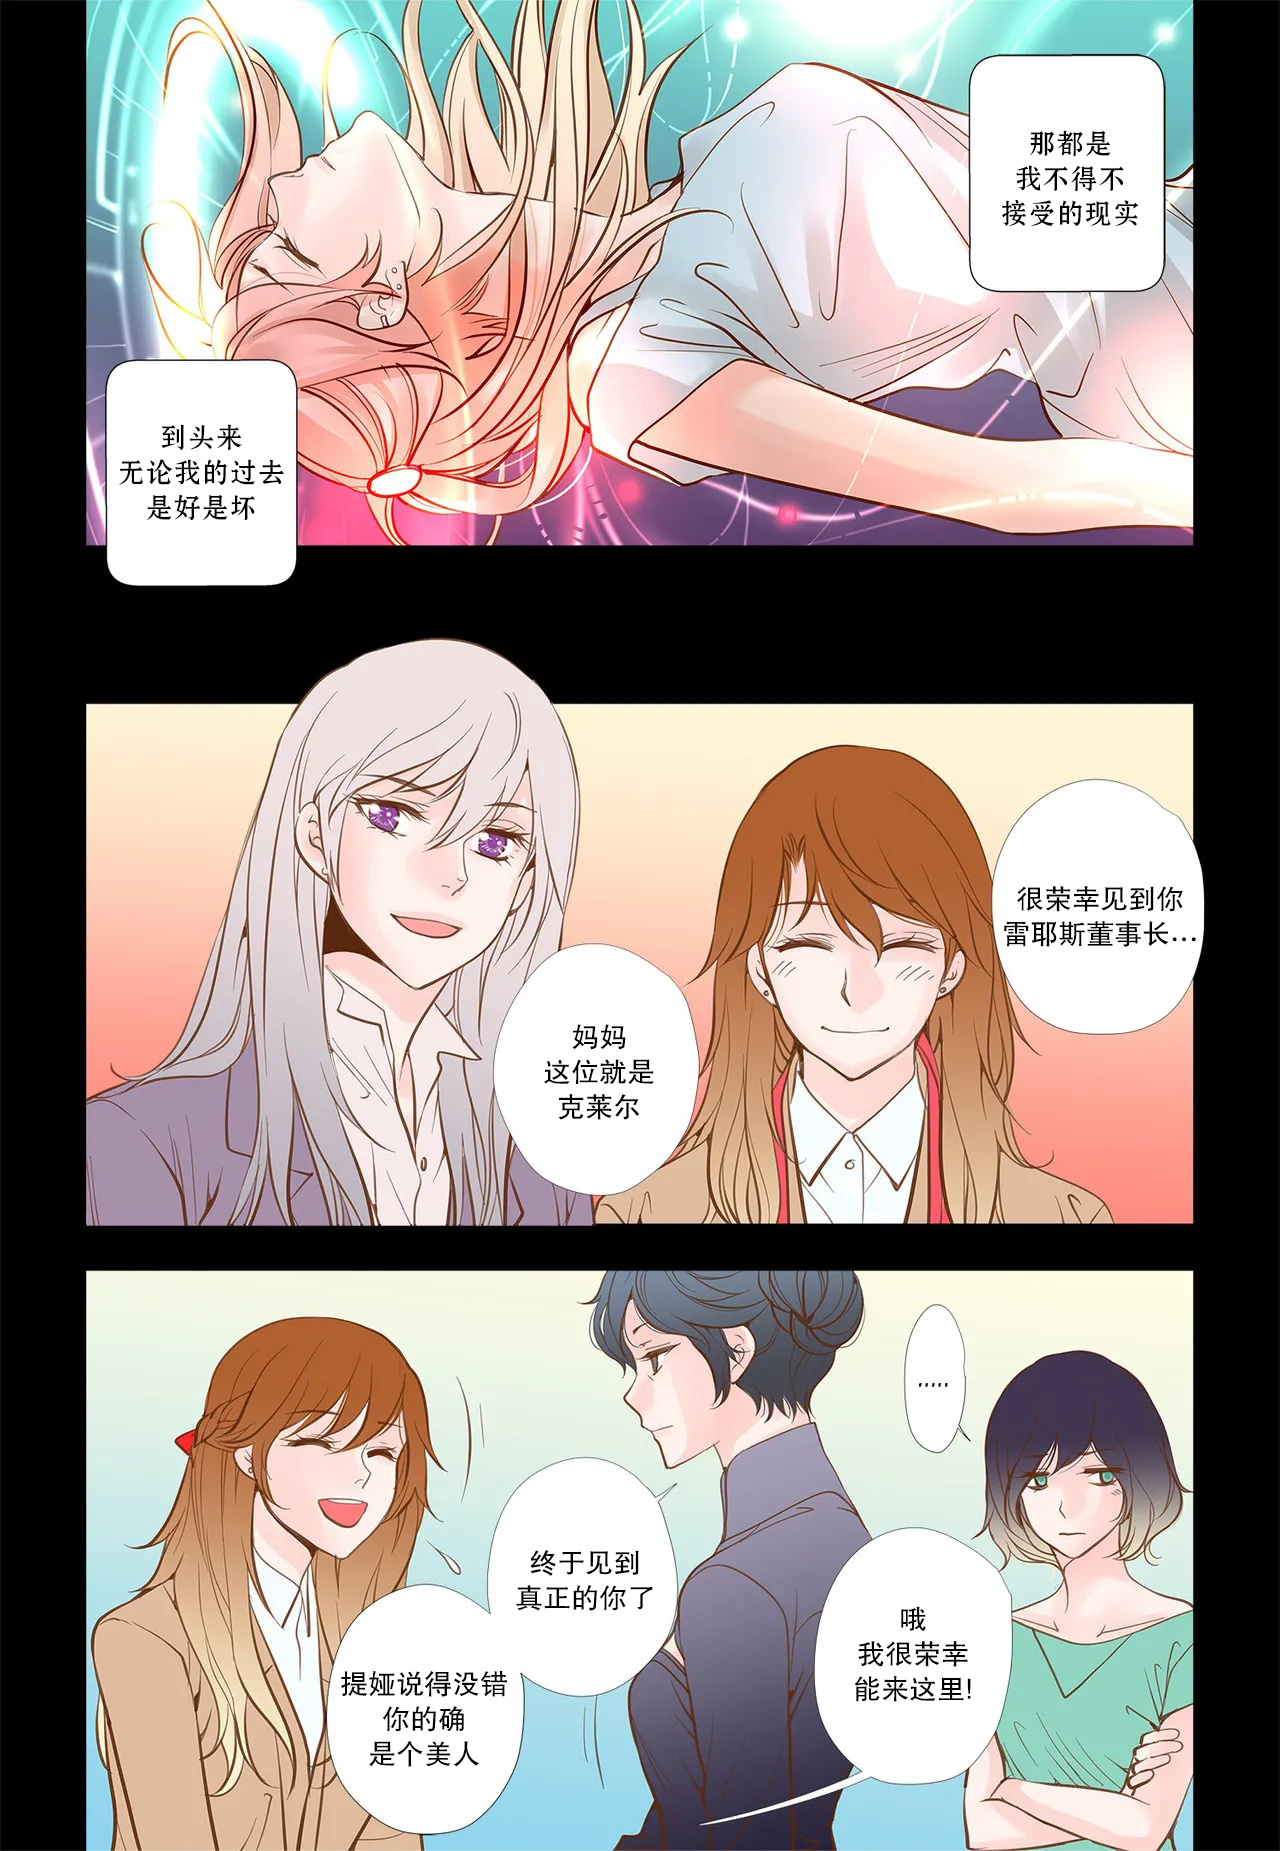 那都是
我不得不
接受的现实
到头来
无论我的过去
是好是坏
很荣幸见到你
雷耶斯董事长...
妈妈
这位就是
克莱尔
.....
终于见到
真正的你了
提娅说得没错
你的确
是个美人
哦
我很荣幸
能来这里!